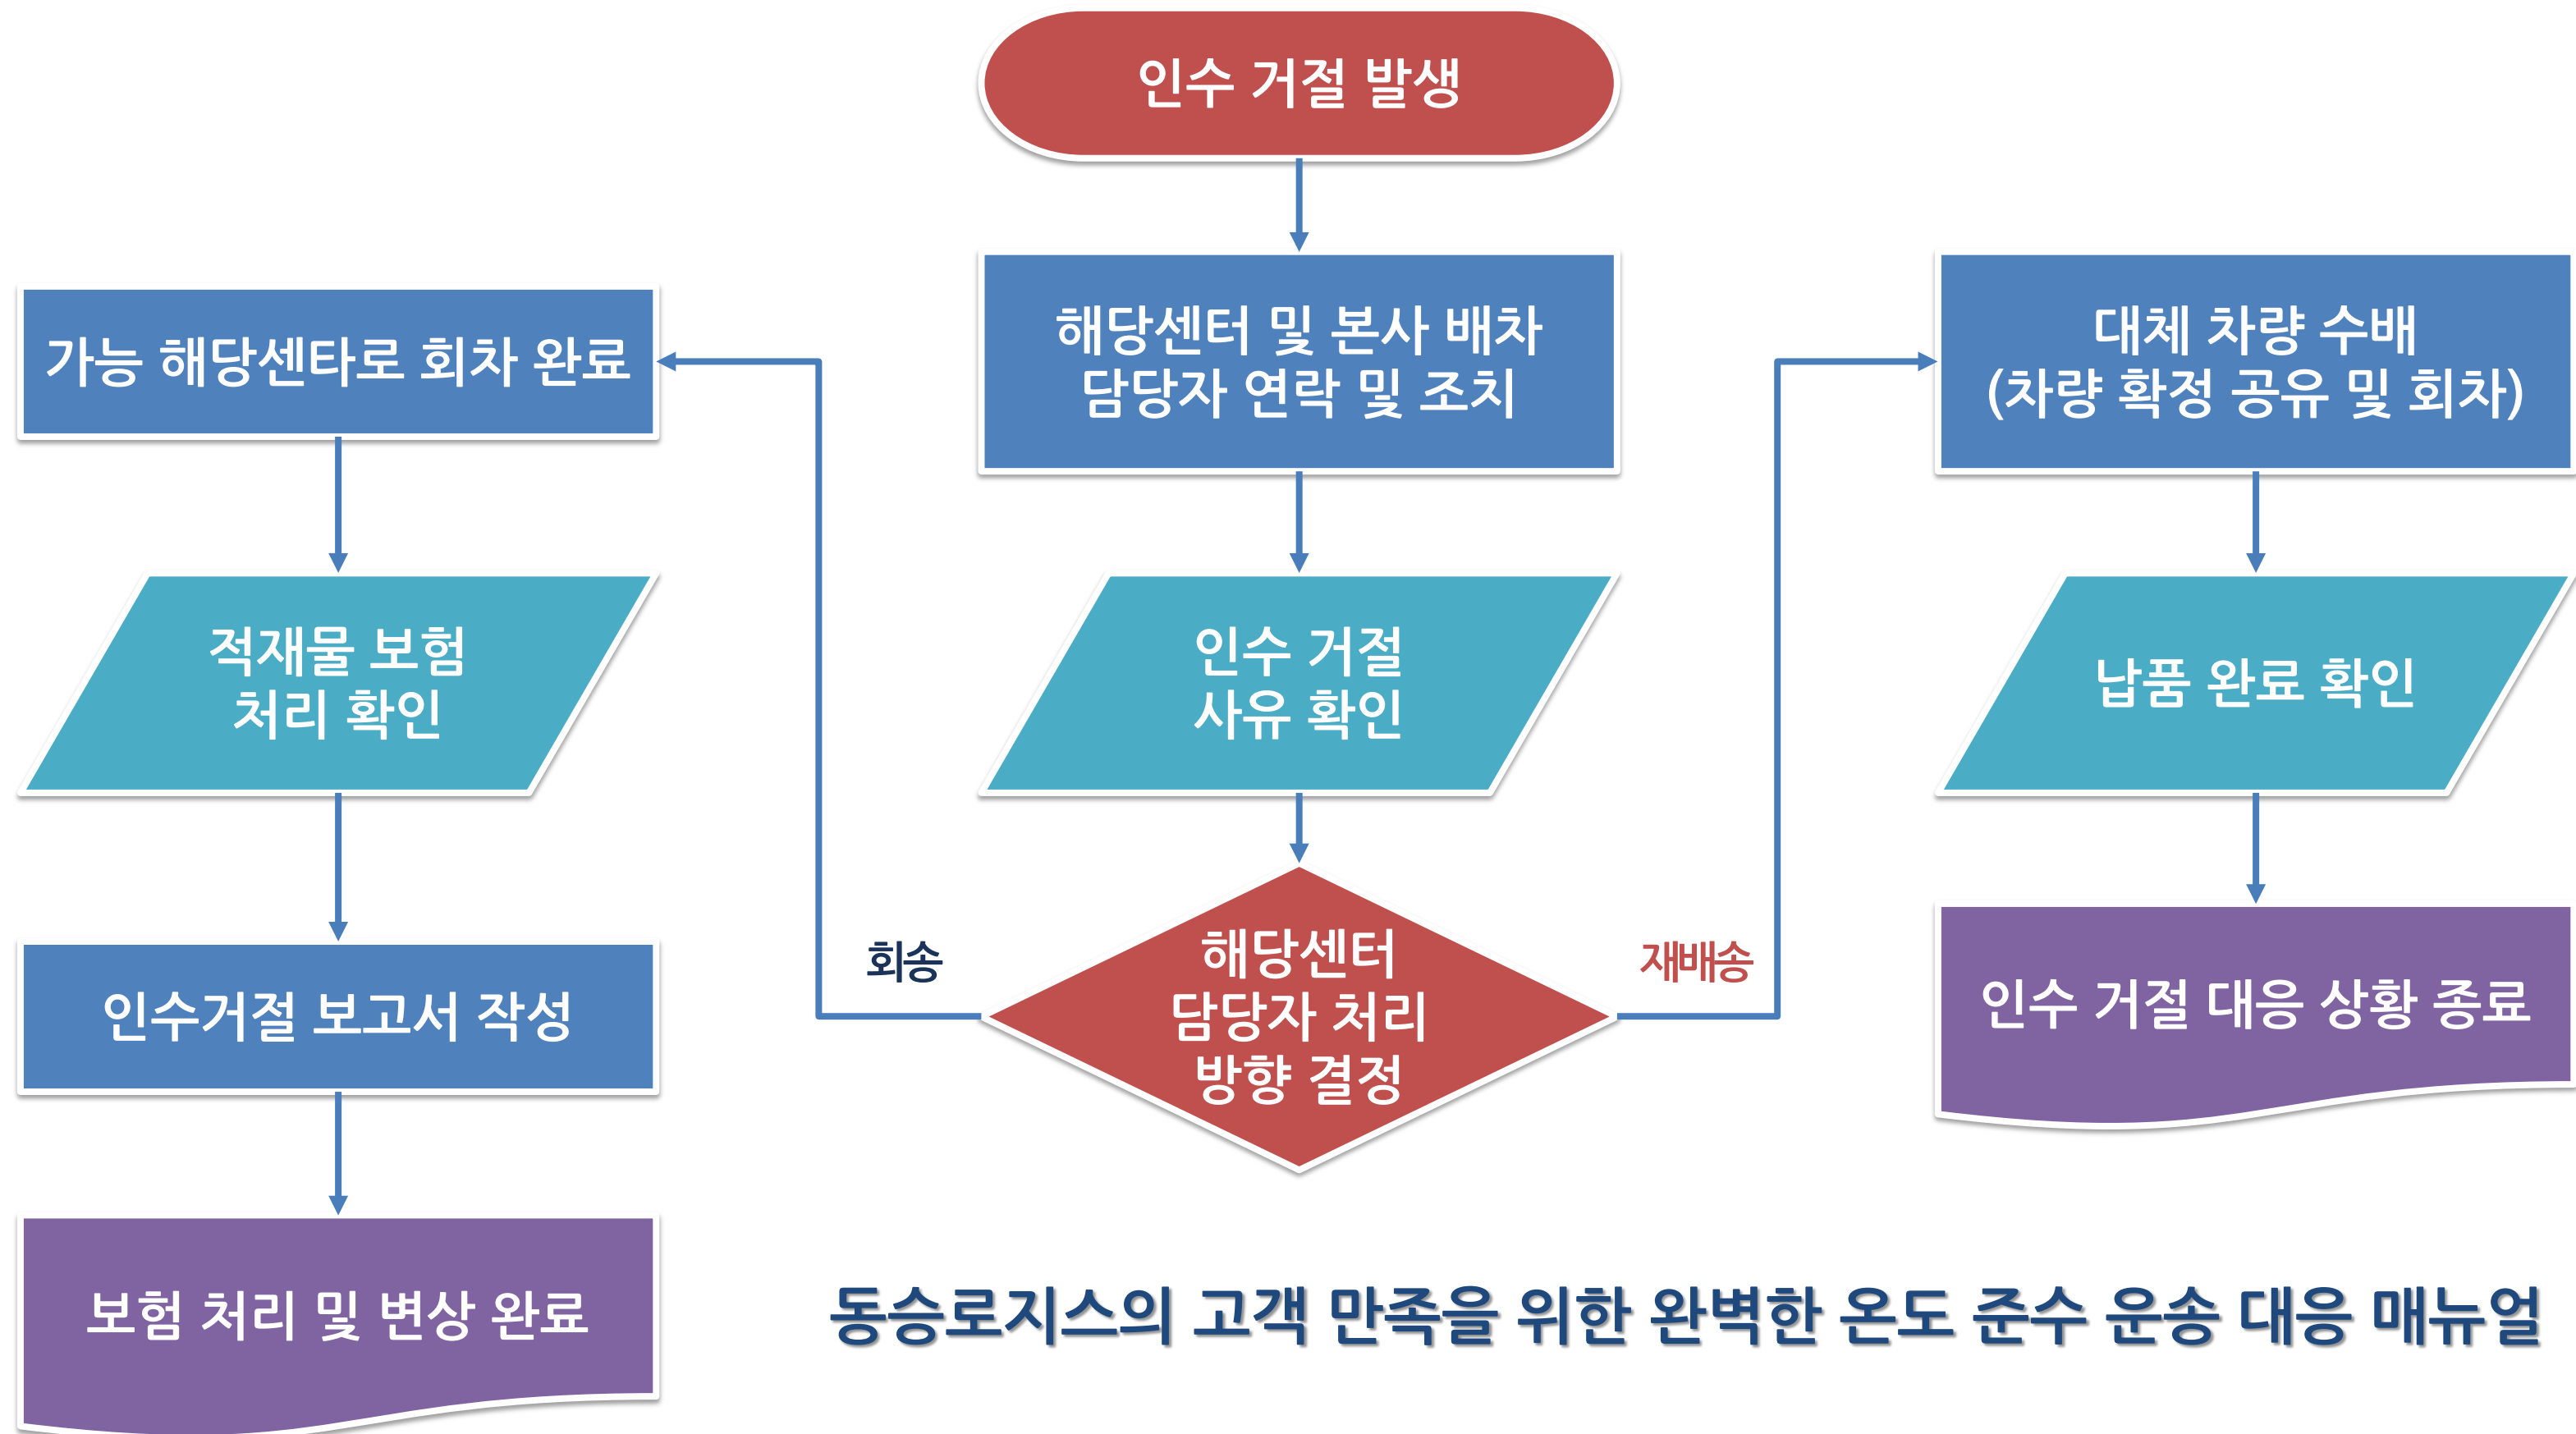 인수 거절 발생
해당센터 및 본사 배차
담당자 연락 및 조치
인수 거절
사유 확인
해당센터
담당자 처리
방향 결정
회송
가능 해당센타로 회차 완료
적재물 보험
처리 확인
인수거절 보고서 작성
보험 처리 및 변상 완료
재배송
대체 차량 수배
(차량 확정 공유 및 회차)
납품 완료 확인
인수 거절 대응 상황 종료
동승로지스의 고객 만족을 위한 완벽한 온도 준수 운송 대응 매뉴얼